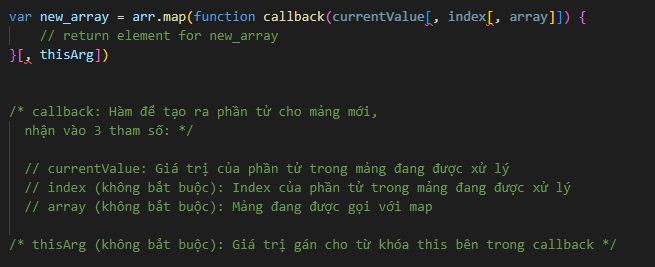 var new_array = arr.map(function callback(currentValue[, index[, array]]) {
// return element for new_array
}[, thisArg])
/* callback: Hàm để tạo ra phần tử cho mảng mới,
nhận vào 3 tham số: */
// currentValue: Giá trị của phần tử trong mảng đang được xử lý
// index (không bắt buộc): Index của phần tử trong mảng đang được xử lý
// array (không bắt buộc): Mảng đang được gọi với map
/* thisArg (không bắt buộc): Giá trị gán cho từ khóa this bên trong callback */